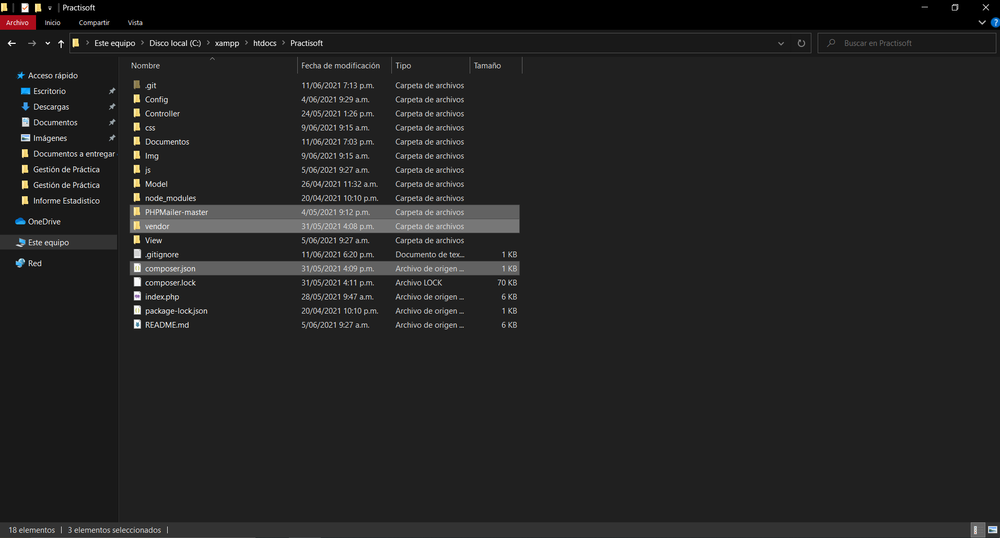 Practisoft
Archivo Inicio Compartir Vista
Este equipo Disco local (C:) xampp htdocs Practisoft
Buscar en Practisoft
Acceso rápido
Escritorio
Descargas
Documentos
Imágenes
Documentos a entregar
Gestión de Práctica
Gestión de Práctica
Informe Estadistico
OneDrive
Este equipo
Red
Nombre Fecha de modificación Tipo Tamaño
.git 11/06/2021 7:13 p.m. Carpeta de archivos
Config 4/06/2021 9:29 a.m. Carpeta de archivos
Controller 24/05/2021 1:26 p.m. Carpeta de archivos
css 9/06/2021 9:15 a.m. Carpeta de archivos
Documentos 11/06/2021 7:03 p.m. Carpeta de archivos
Img 9/06/2021 9:15 a.m. Carpeta de archivos
js 5/06/2021 9:27 a.m. Carpeta de archivos
Model 26/04/2021 11:32 a.m. Carpeta de archivos
node_modules 20/04/2021 10:10 p.m. Carpeta de archivos
PHPMailer-master 4/05/2021 9:12 p.m. Carpeta de archivos
vendor 31/05/2021 4:08 p.m. Carpeta de archivos
View 5/06/2021 9:27 a.m. Carpeta de archivos
.gitignore 11/06/2021 6:20 p.m. Documento de tex... 1 KB
composer.json 31/05/2021 4:09 p.m. Archivo de origen ... 1 KB
composer.lock 31/05/2021 4:11 p.m. Archivo LOCK 70 KB
index.php 28/05/2021 9:47 a.m. Archivo de origen ... 6 KB
package-lock.json 20/04/2021 10:10 p.m. Archivo de origen ... 1 KB
README.md 5/06/2021 9:27 a.m. Archivo de origen ... 6 KB
18 elementos 3 elementos seleccionados